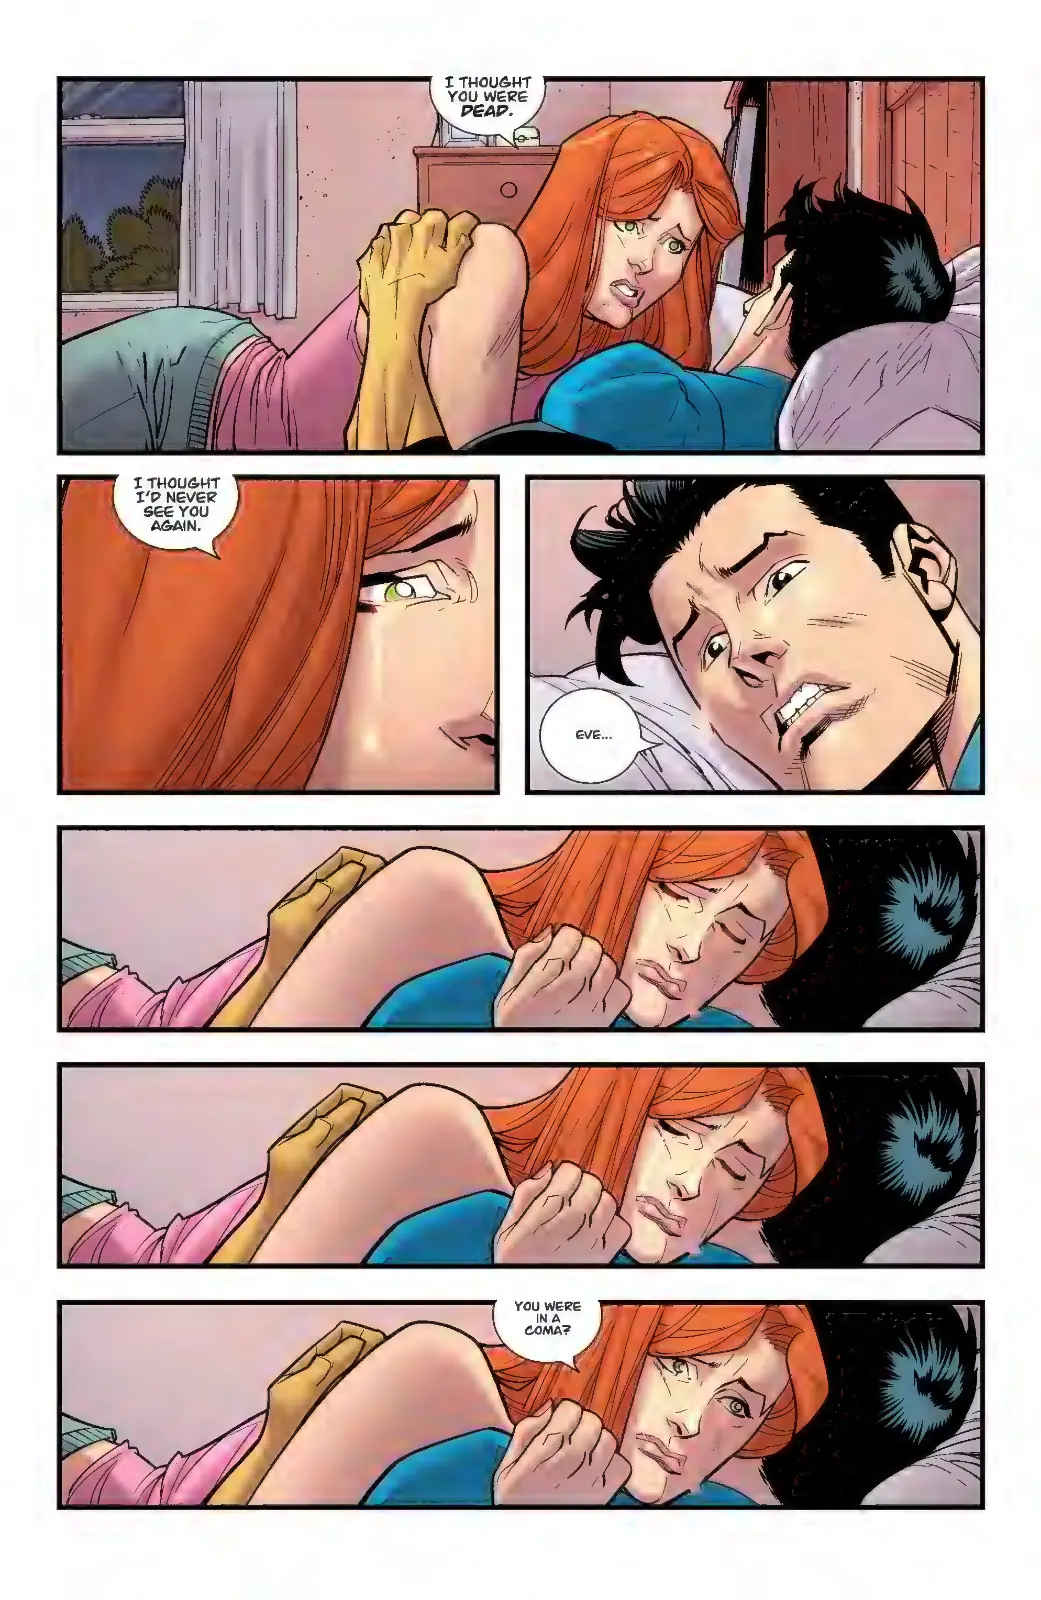 I THOUGHT
YOU WERE
DEAD.
I THOUGHT
I'D NEVER
SEE YOU
AGAIN.
EVE...
YOU WERE
IN A
COMA?